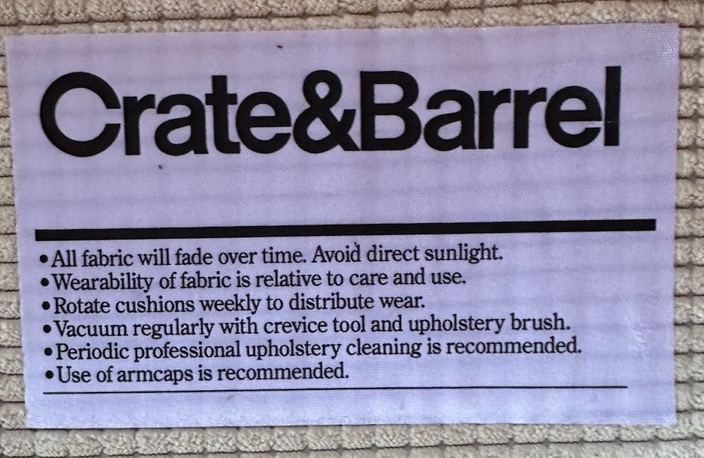 Crate&Barrel
•All fabric will fade over time. Avoid direct sunlight.
•Wearability of fabric is relative to care and use.
•Rotate cushions weekly to distribute wear.
•Vacuum regularly with crevice tool and upholstery brush.
•Periodic professional upholstery cleaning is recommended.
•Use of armcaps is recommended.